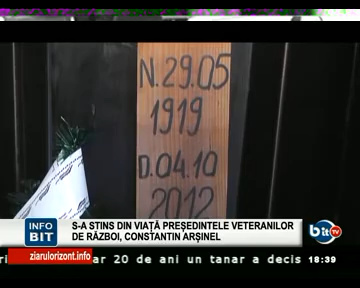 N.29.05
1919
D.04.10
2012
INFO
BIT
S-A STINS DIN VIAȚĂ PREȘEDINTELE VETERANILOR
DE RĂZBOI, CONSTANTIN ARȘINEL
bit TV
ziarulorizont.info
ar 20 de ani un tanar a decis
18:39